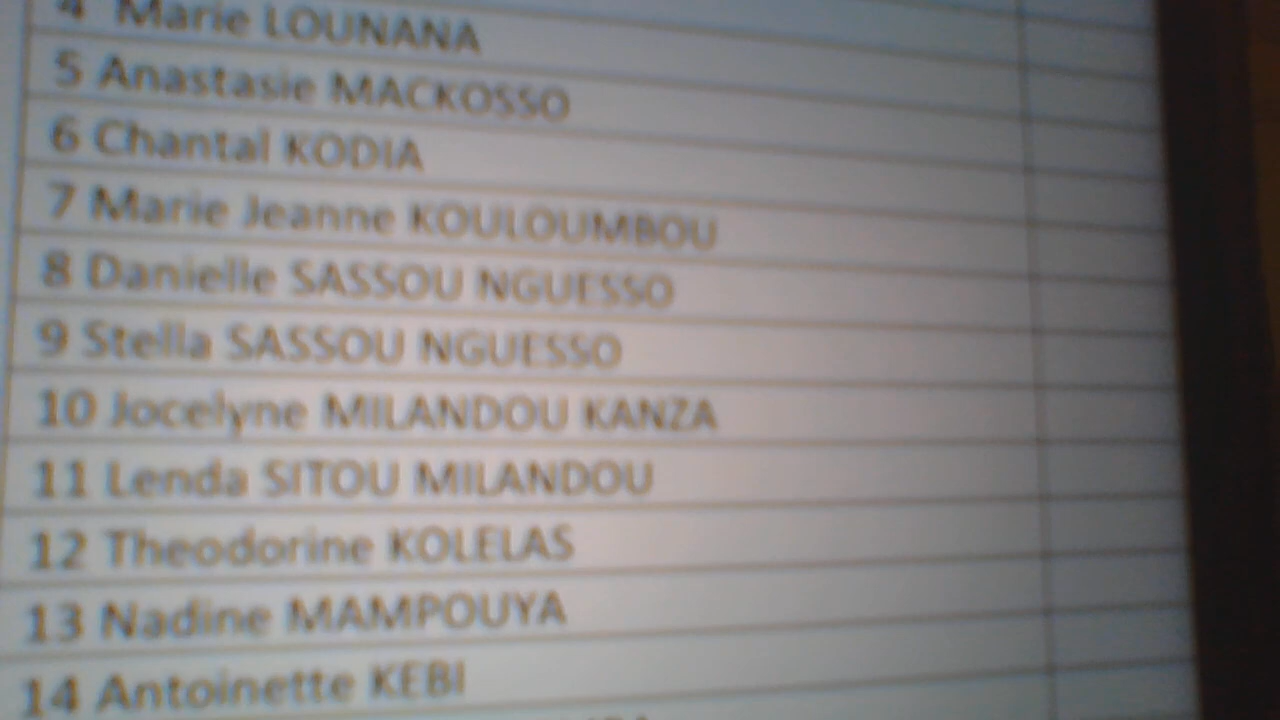 4 Marie LOUNANA
5 Anastasie MACKOSSO
6 Chantal KODIA
7 Marie Jeanne KOULOUMBOU
8 Danielle SASSOU NGUESSO
9 Stella SASSOU NGUESSO
10 Jocelyne MILANDOU KANZA
11 Lenda SITOU MILANDOU
12 Theodorine KOLELAS
13 Nadine MAMPOUYA
14 Antoinette KEBI